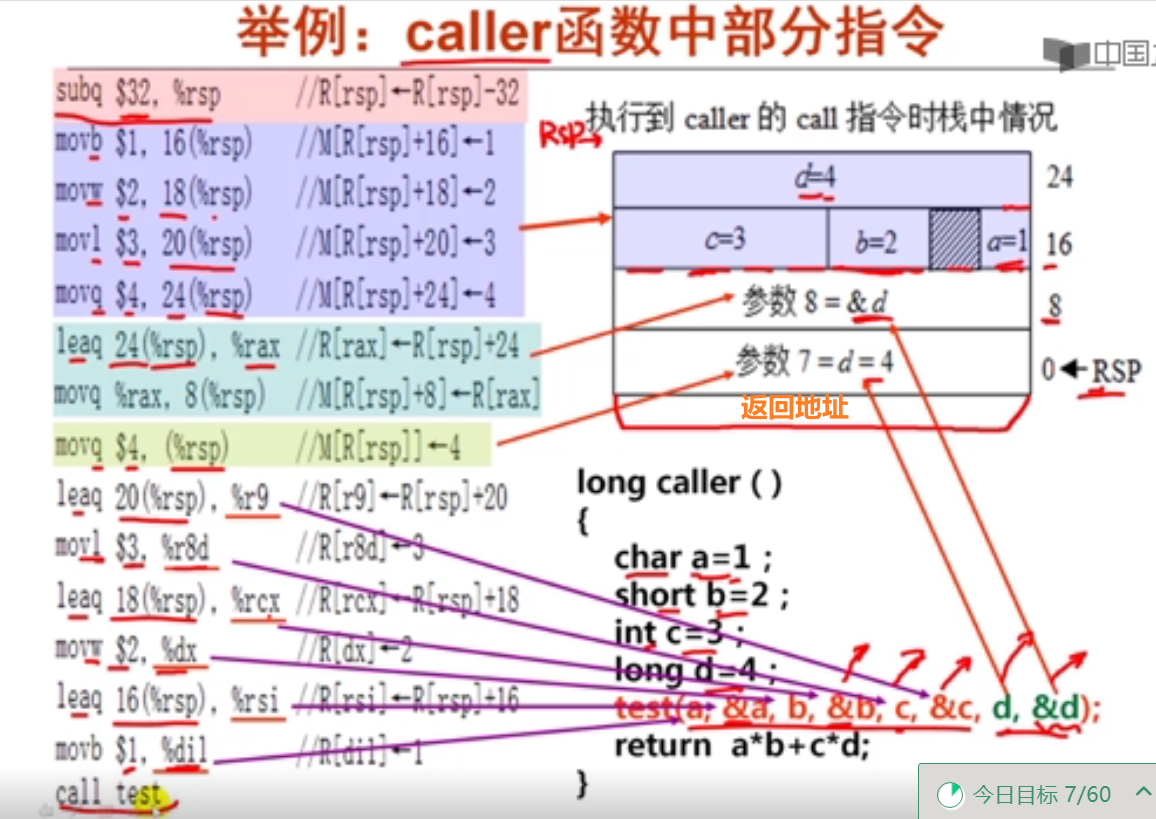 举例：caller函数中部分指令
中国
subq $32, %rsp //R[rsp]←R[rsp]-32
movb $1, 16(%rsp) //M[R[rsp]+16]←1
movw $2, 18(%rsp) //M[R[rsp]+18]←2
movl $3, 20(%rsp) //M[R[rsp]+20]←3
movq $4, 24(%rsp) //M[R[rsp]+24]←4
leaq 24(%rsp), %rax //R[rax]←R[rsp]+24
movq %rax, 8(%rsp) //M[R[rsp]+8]←R[rax]
movq $4, (%rsp) //M[R[rsp]]←4
leaq 20(%rsp), %r9 //R[r9]←R[rsp]+20
movl $3, %r8d //R[r8d]←3
leaq 18(%rsp), %rcx //R[rcx]←R[rsp]+18
movw $2, %dx //R[dx]←2
leaq 16(%rsp), %rsi //R[rsi]←R[rsp]+16
movb $1, %dil //R[dil]←1
call test
执行到 caller 的 call 指令时栈中情况
Rsp→
d=4 24
c=3 b=2 a=1 16
参数 8 = &d 8
参数 7 = d = 4 0←RSP
返回地址
long caller ( )
{
char a=1 ;
short b=2 ;
int c=3 ;
long d=4 ;
test(a, &a, b, &b, c, &c, d, &d);
return a*b+c*d;
}
今日目标 7/60